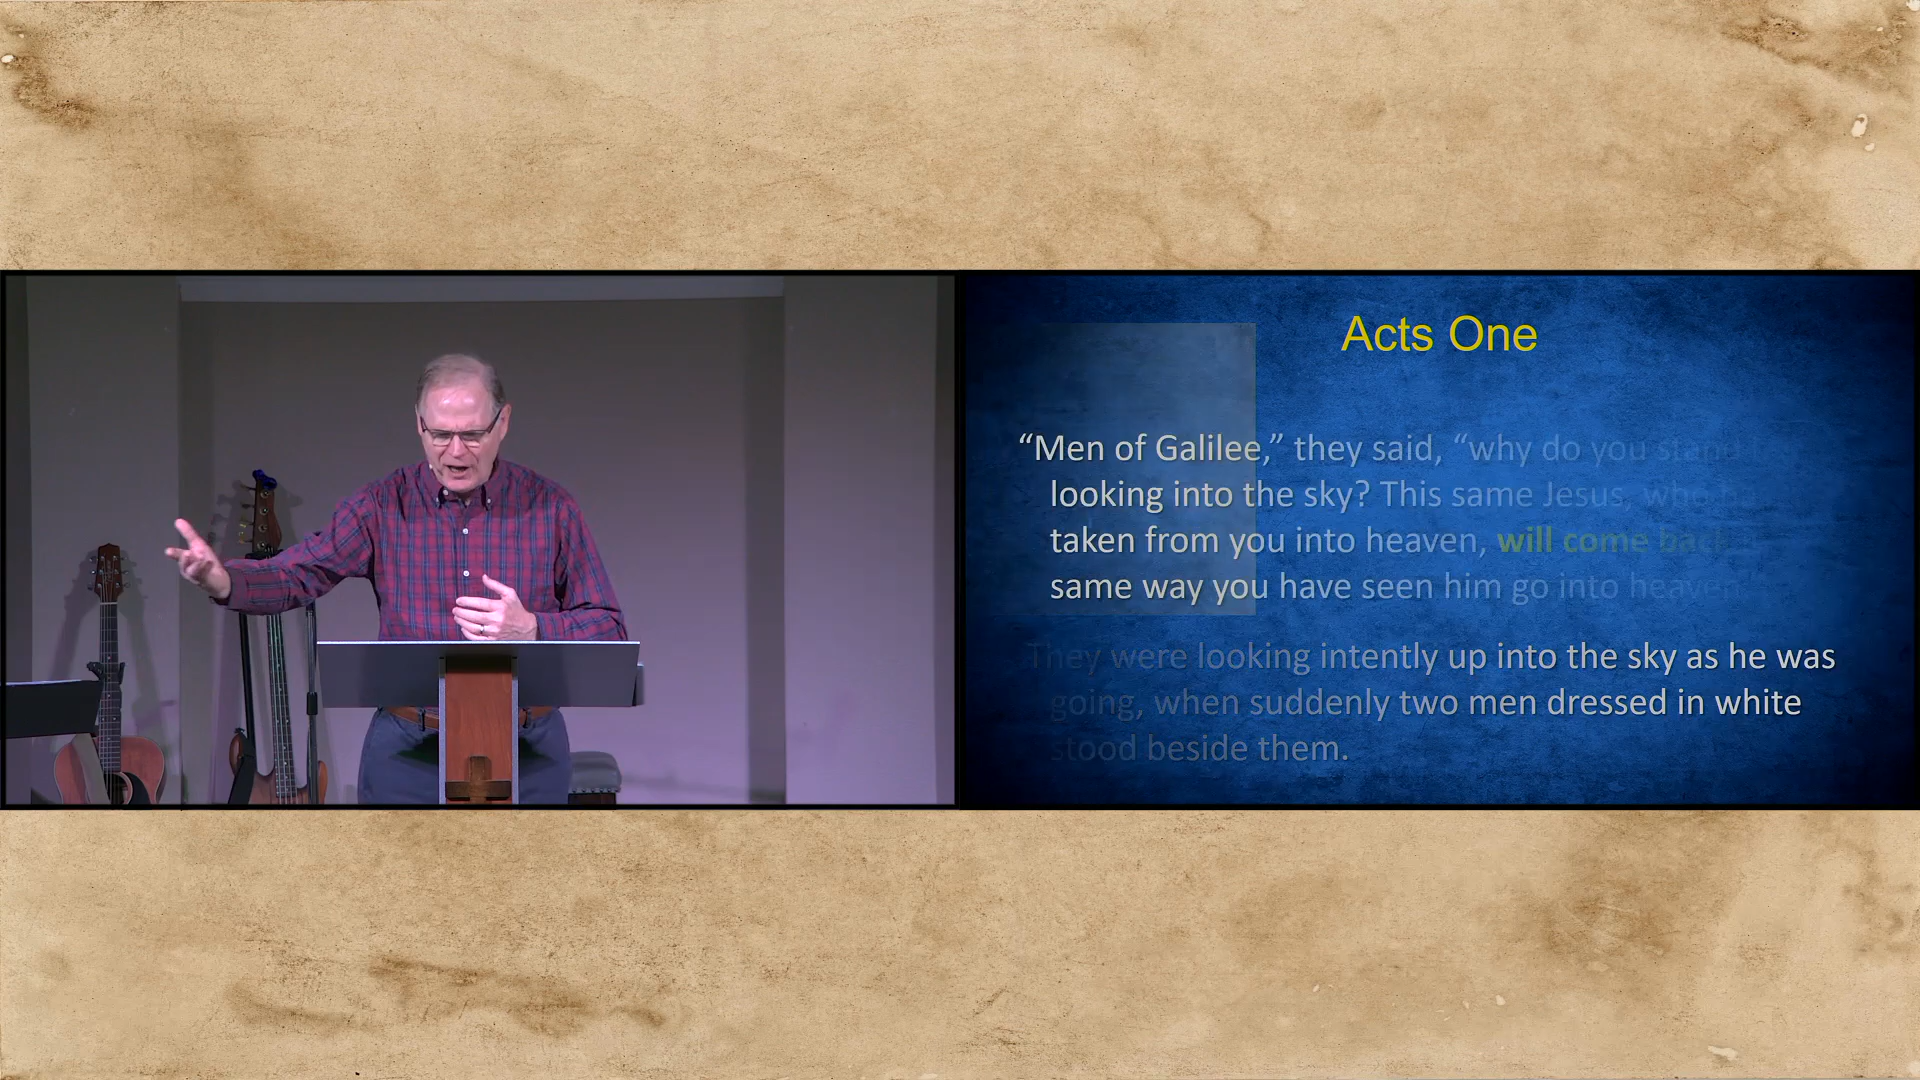 Acts One
“Men of Galilee,” they said, “why do you stand
looking into the sky? This same Jesus, who ha
taken from you into heaven, will come back
same way you have seen him go into heaven
They were looking intently up into the sky as he was
going, when suddenly two men dressed in white
stood beside them.